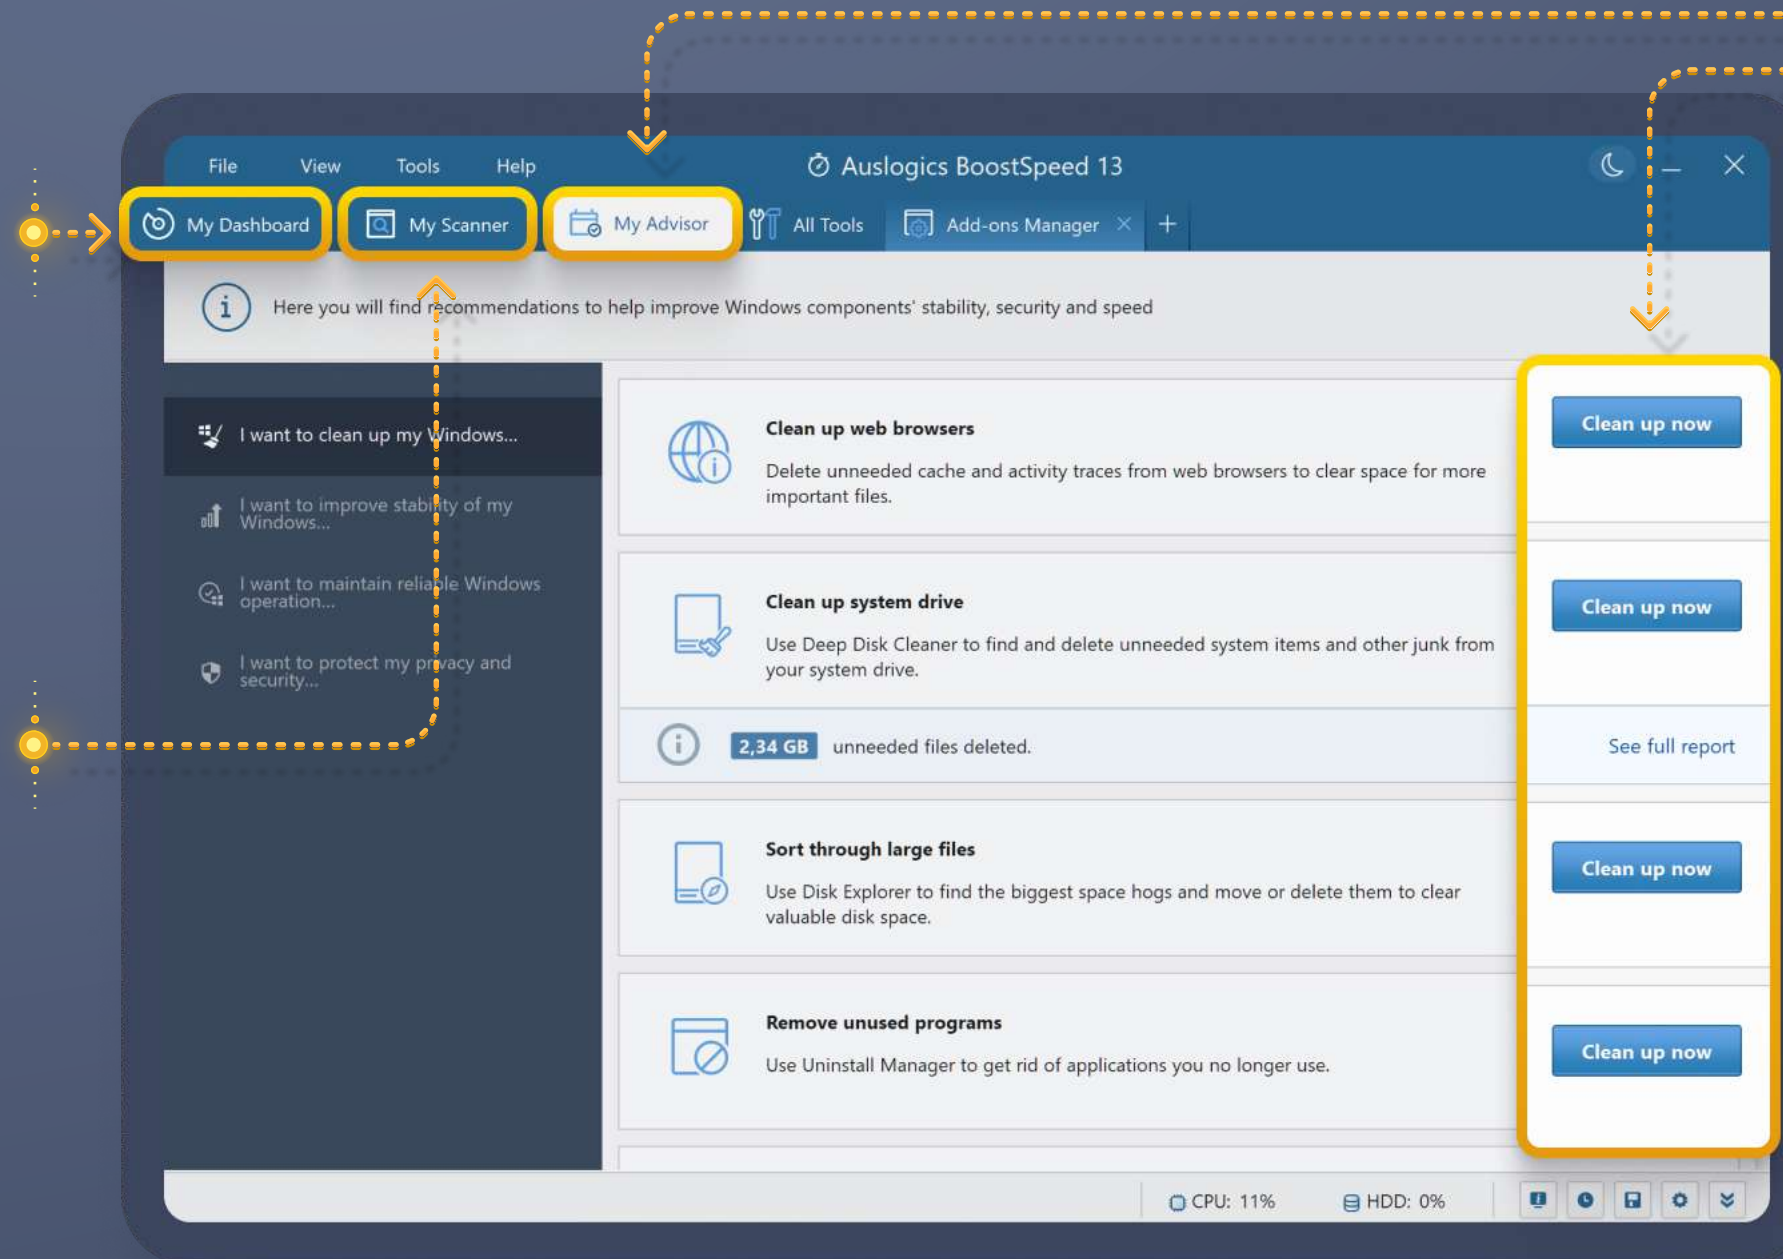 File View Tools Help
Auslogics BoostSpeed 13
My Dashboard
My Scanner
My Advisor
All Tools
Add-ons Manager
Here you will find recommendations to help improve Windows components' stability, security and speed
I want to clean up my Windows...
I want to improve stability of my
Windows...
I want to maintain reliable Windows
operation...
I want to protect my privacy and
security...
Clean up web browsers
Delete unneeded cache and activity traces from web browsers to clear space for more
important files.
Clean up now
Clean up system drive
Use Deep Disk Cleaner to find and delete unneeded system items and other junk from
your system drive.
Clean up now
2,34 GB unneeded files deleted.
See full report
Sort through large files
Use Disk Explorer to find the biggest space hogs and move or delete them to clear
valuable disk space.
Clean up now
Remove unused programs
Use Uninstall Manager to get rid of applications you no longer use.
Clean up now
CPU: 11%
HDD: 0%